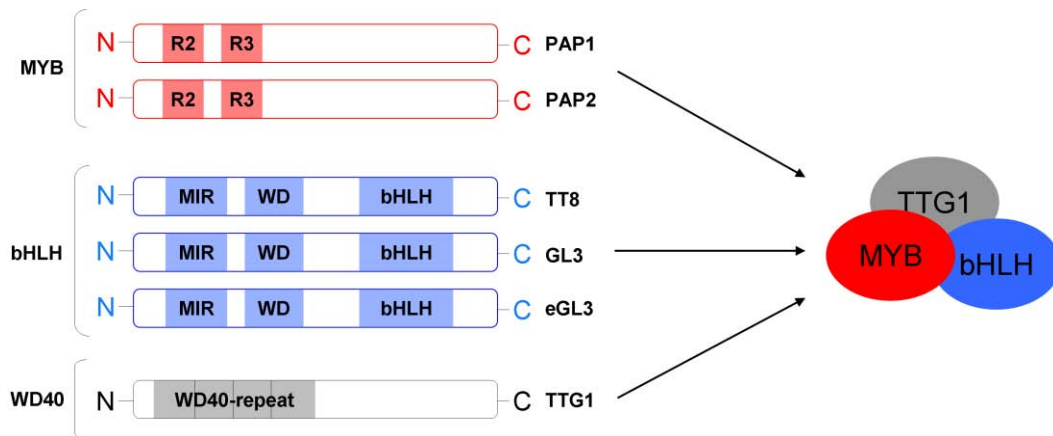 MYB
N R2 R3 C PAP1
N R2 R3 C PAP2
bHLH
N MIR WD bHLH C TT8
N MIR WD bHLH C GL3
N MIR WD bHLH C eGL3
WD40
N WD40-repeat C TTG1
TTG1
MYB
bHLH